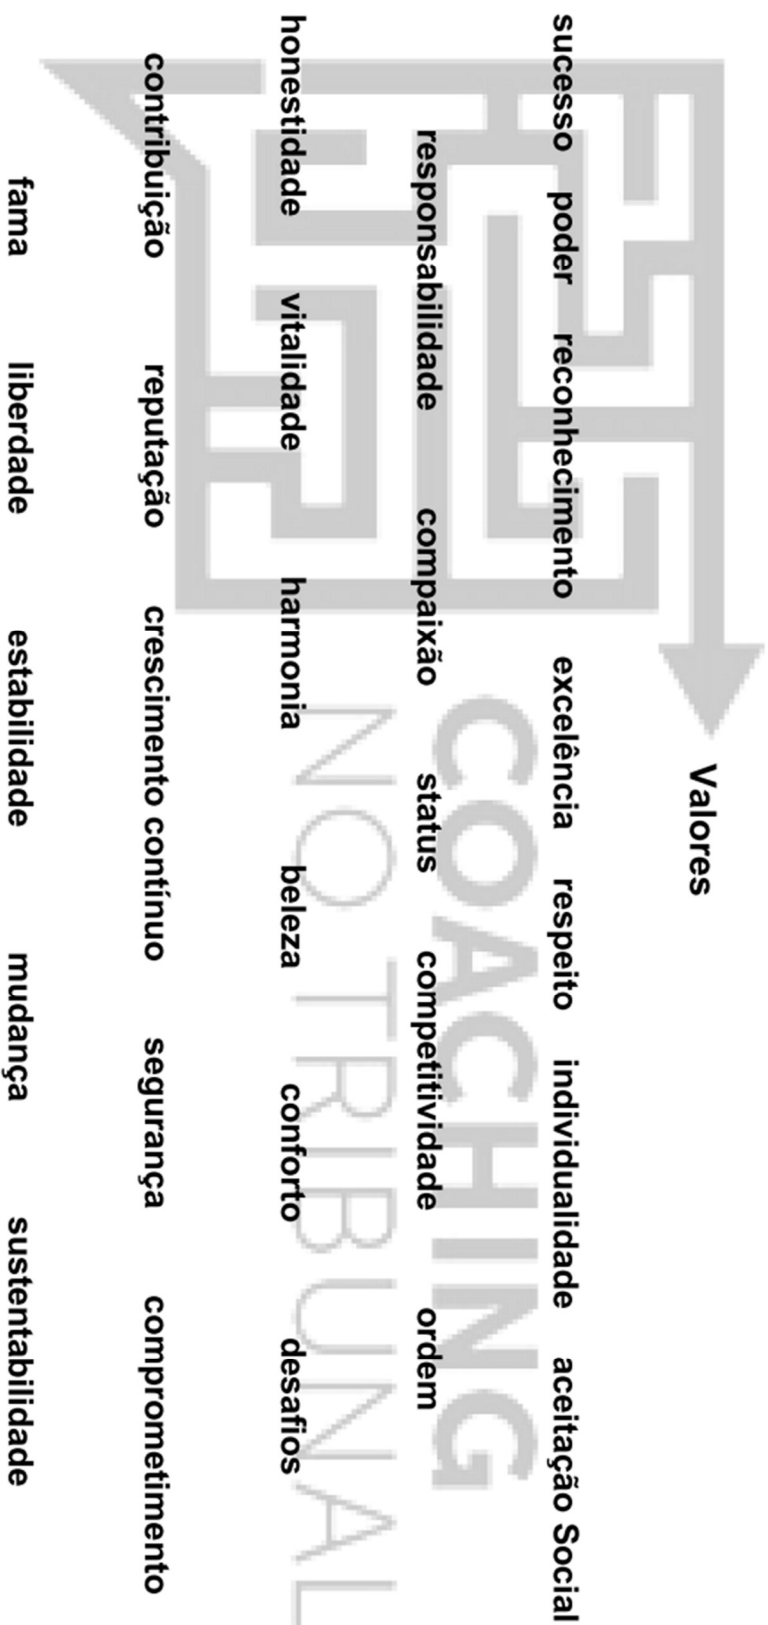 Valores
sucesso poder reconhecimento excelência respeito individualidade aceitação Social
responsabilidade compaixão status competitividade ordem
honestidade vitalidade harmonia beleza conforto desafios
contribuição reputação crescimento contínuo segurança comprometimento
fama liberdade estabilidade mudança sustentabilidade
COACHING
NO TRIBUNAL